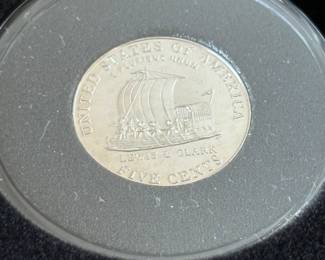 UNITED STATES OF AMERICA
E PLURIBUS UNUM
LEWIS & CLARK
FIVE CENTS